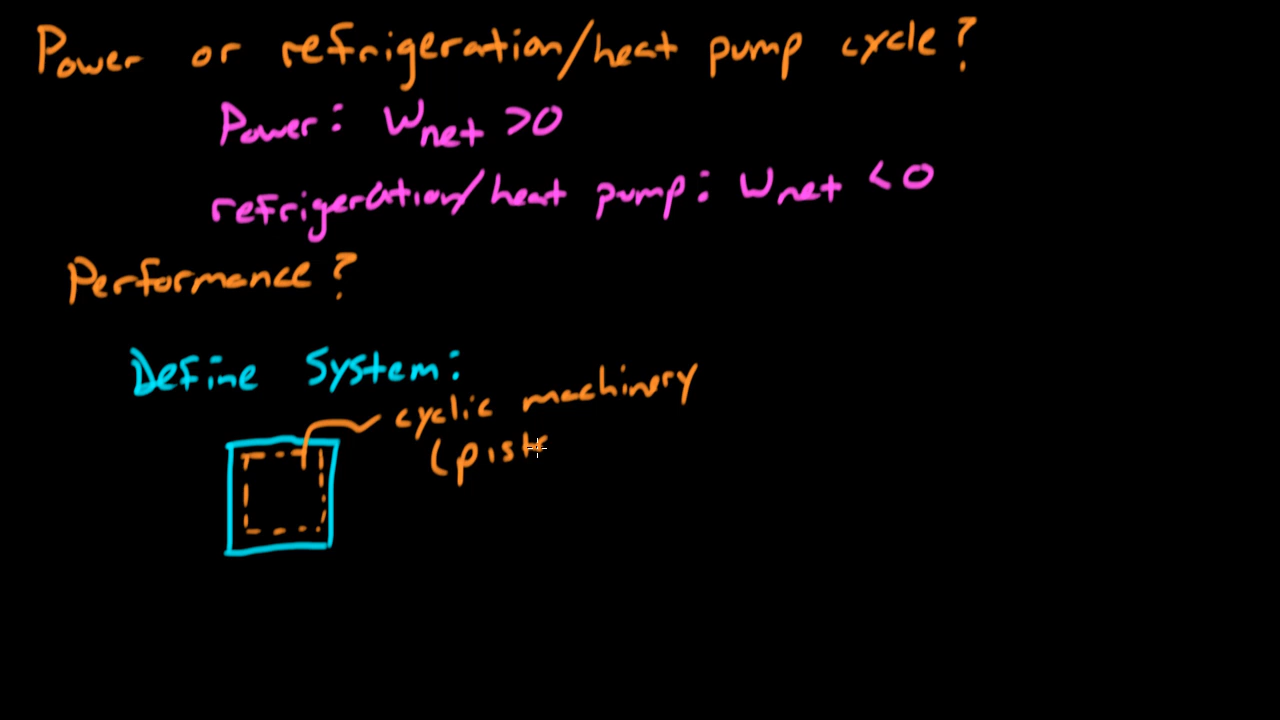 Power or refrigeration/heat pump cycle?
Power: Wnet >0
refrigeration/heat pump: Wnet <0
Performance?
Define System:
cyclic machinery
(pist